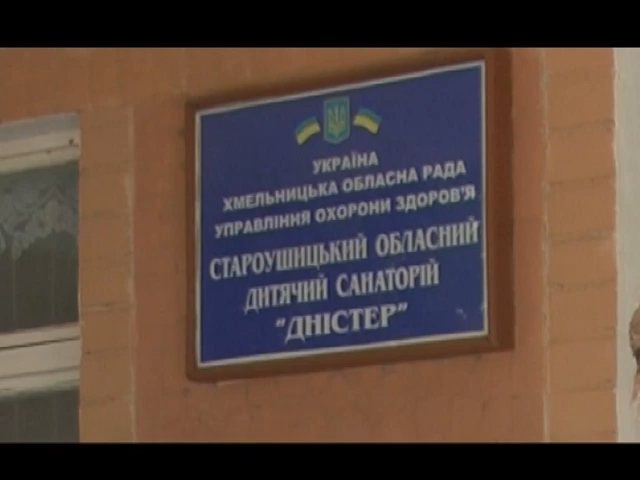 УКРАЇНА
ХМЕЛЬНИЦЬКА ОБЛАСНА РАДА
УПРАВЛІННЯ ОХОРОНИ ЗДОРОВ'Я
СТАРОУШИЦЬКИЙ ОБЛАСНИЙ
ДИТЯЧИЙ САНАТОРІЙ
"ДНІСТЕР"